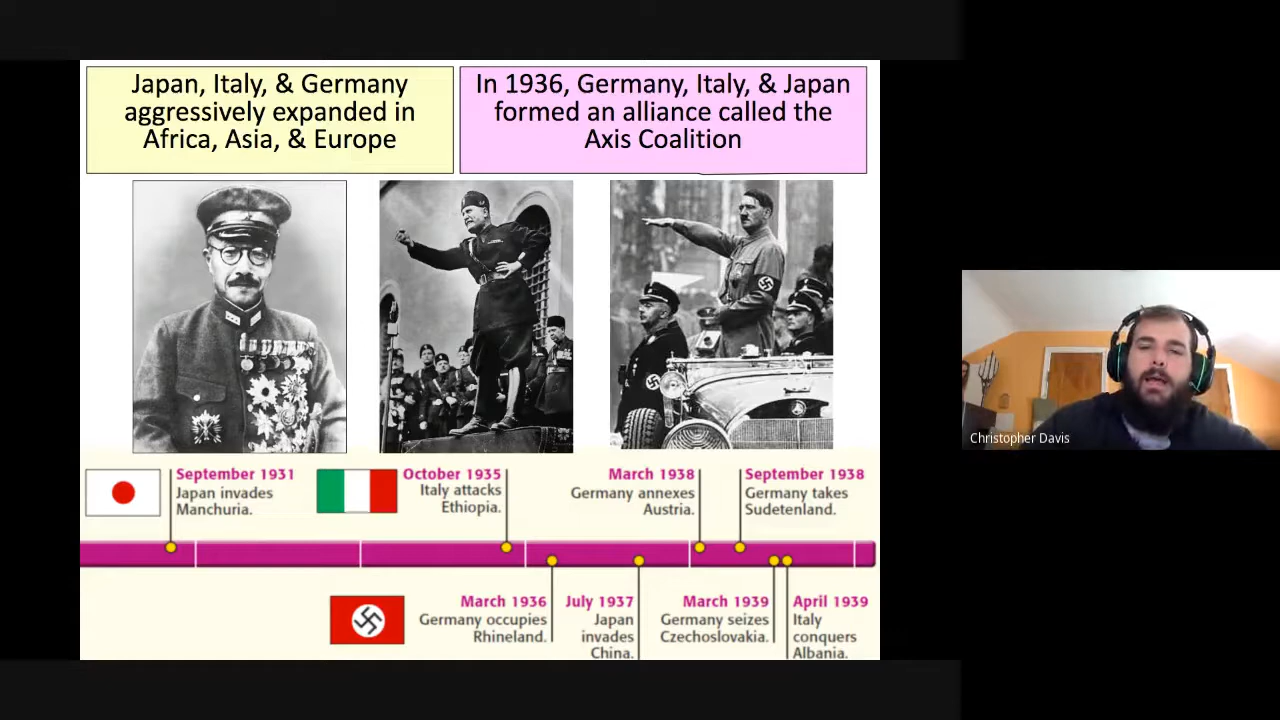 Japan, Italy, & Germany
aggressively expanded in
Africa, Asia, & Europe
In 1936, Germany, Italy, & Japan
formed an alliance called the
Axis Coalition
September 1931
Japan invades
Manchuria.
October 1935
Italy attacks
Ethiopia.
March 1938
Germany annexes
Austria.
September 1938
Germany takes
Sudetenland.
March 1936
Germany occupies
Rhineland.
July 1937
Japan
invades
China.
March 1939
Germany seizes
Czechoslovakia.
April 1939
Italy
conquers
Albania.
Christopher Davis